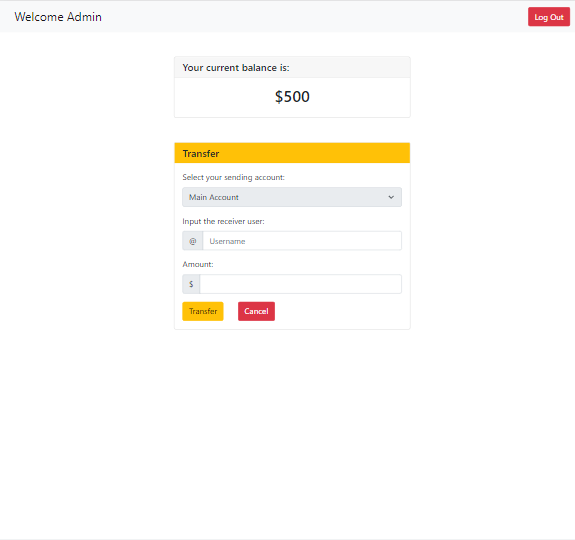 Welcome Admin
Log Out
Your current balance is:
$500
Transfer
Select your sending account:
Main Account
Input the receiver user:
@ Username
Amount:
$
Transfer Cancel